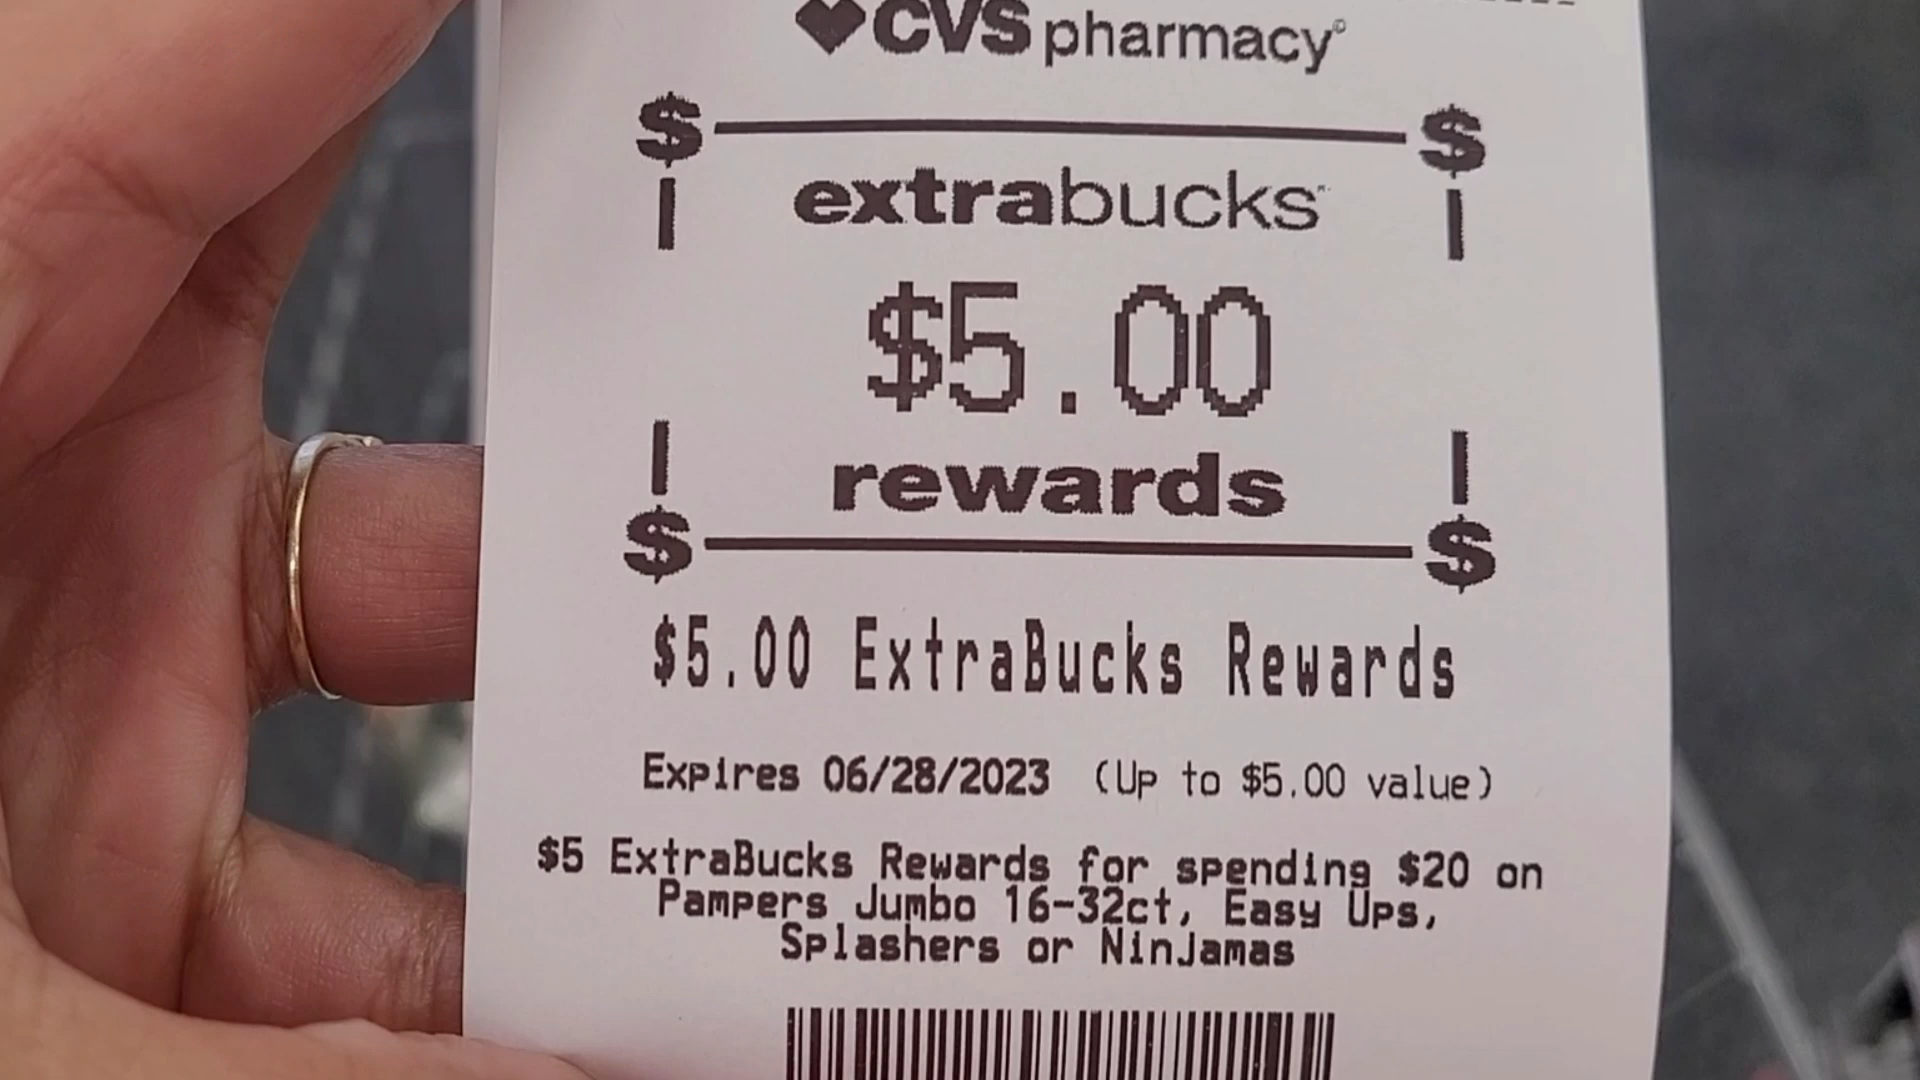 CVS pharmacy®
$ $
extrabucks™
$5.00
rewards
$ $
$5.00 ExtraBucks Rewards
Expires 06/28/2023 (Up to $5.00 value)
$5 ExtraBucks Rewards for spending $20 on
Pampers Jumbo 16-32ct, Easy Ups,
Splashers or NinJamas